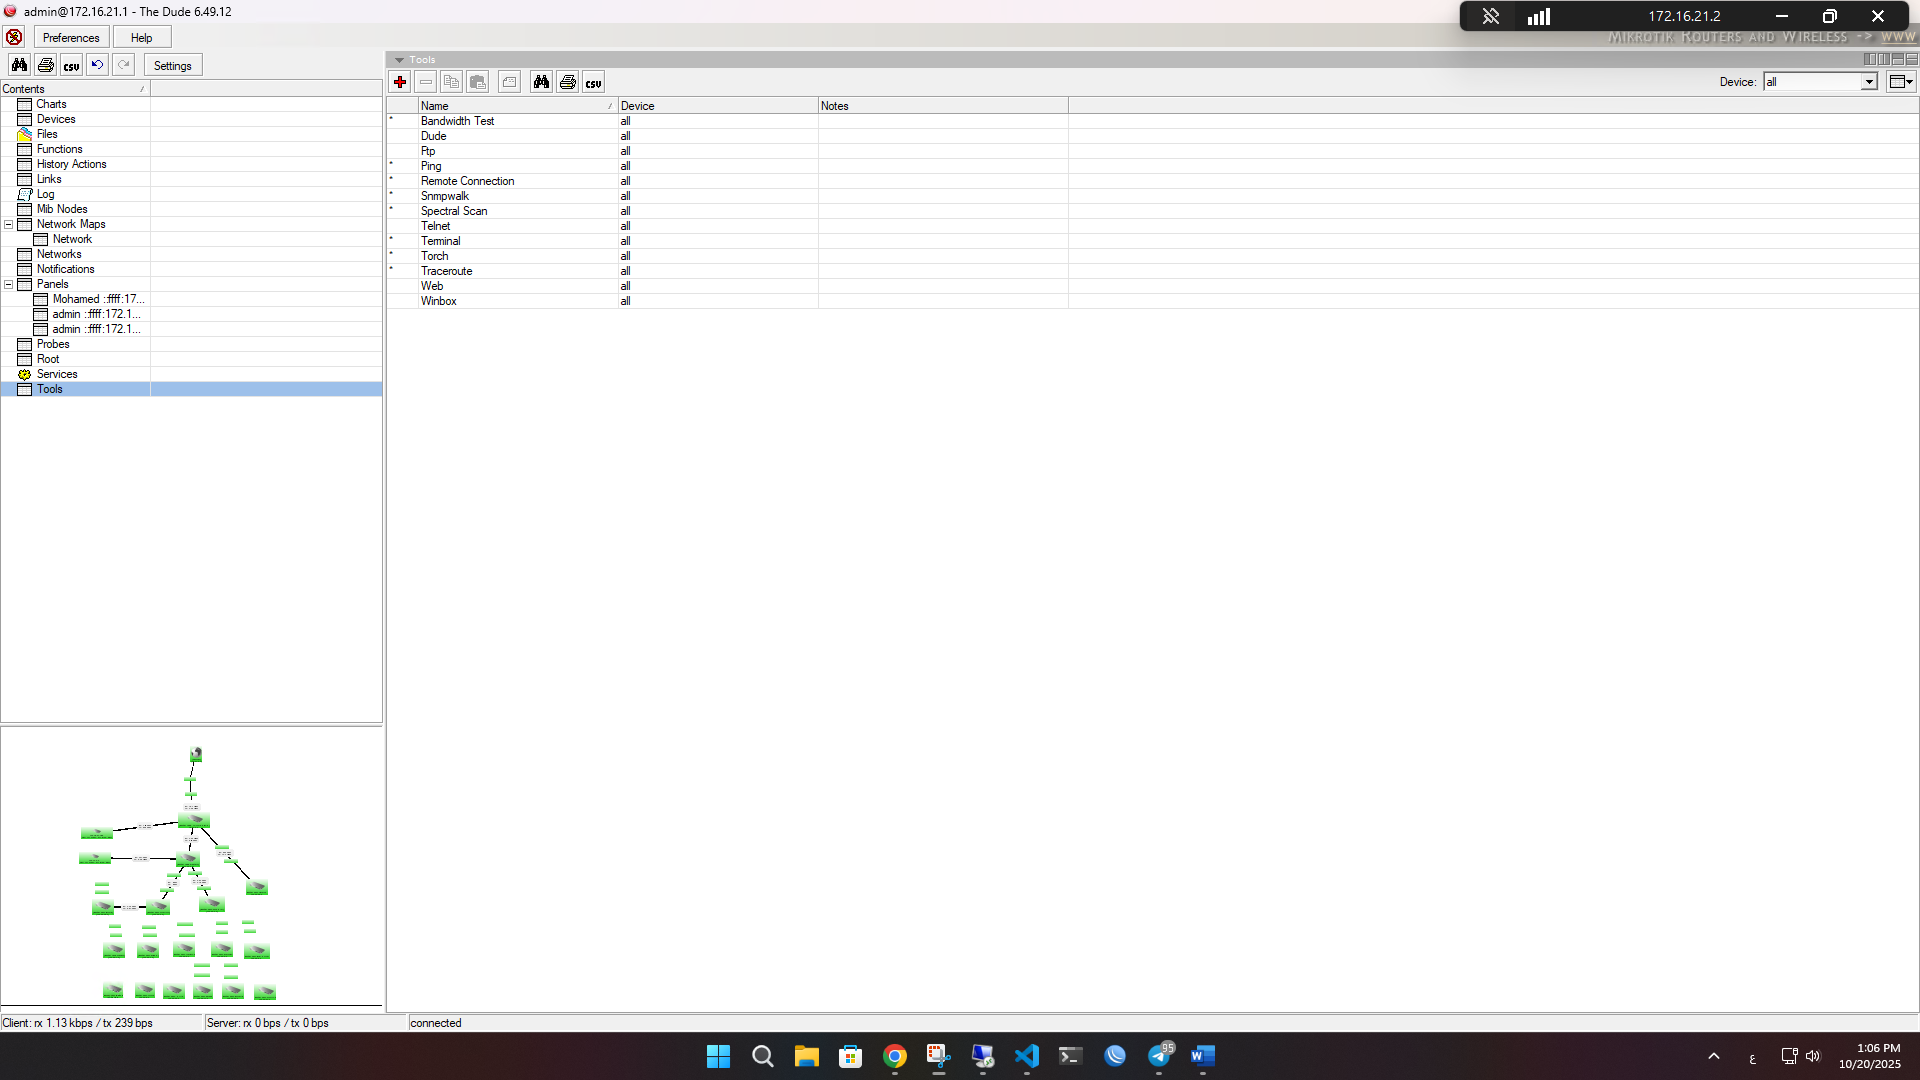 admin@172.16.21.1 - The Dude 6.49.12
172.16.21.2
Preferences
Help
Mikrotik Routers and Wireless -> www
CSV
Settings
Tools
CSV
Device:
all
Contents
Charts
Devices
Files
Functions
History Actions
Links
Log
Mib Nodes
Network Maps
Network
Networks
Notifications
Panels
Mohamed ::ffff:17...
admin ::ffff:172.1...
admin ::ffff:172.1...
Probes
Root
Services
Tools
Name Device Notes
* Bandwidth Test all
Dude all
Ftp all
* Ping all
* Remote Connection all
* Snmpwalk all
* Spectral Scan all
Telnet all
* Terminal all
* Torch all
* Traceroute all
Web all
Winbox all
Client: rx 1.13 kbps / tx 239 bps
Server: rx 0 bps / tx 0 bps
connected
95
ع
1:06 PM
10/20/2025